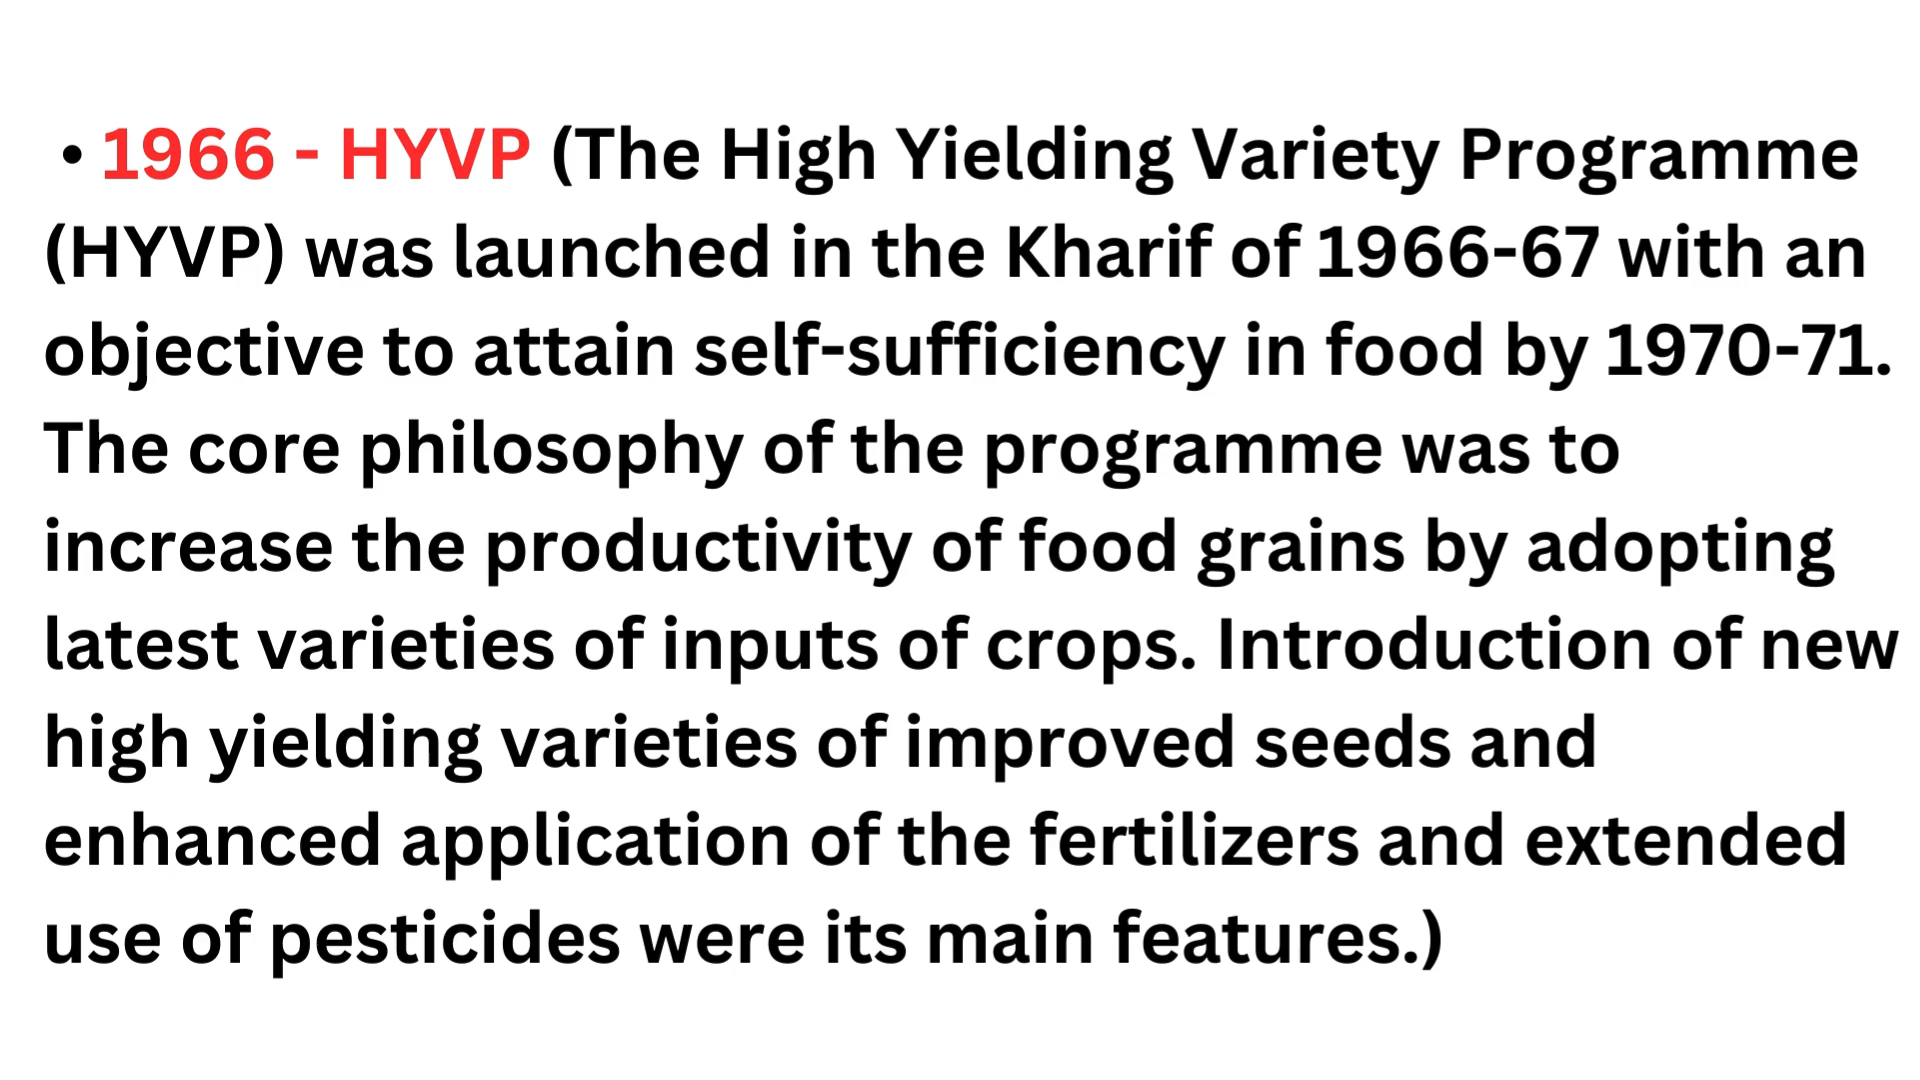 • 1966 - HYVP (The High Yielding Variety Programme
(HYVP) was launched in the Kharif of 1966-67 with an
objective to attain self-sufficiency in food by 1970-71.
The core philosophy of the programme was to
increase the productivity of food grains by adopting
latest varieties of inputs of crops. Introduction of new
high yielding varieties of improved seeds and
enhanced application of the fertilizers and extended
use of pesticides were its main features.)